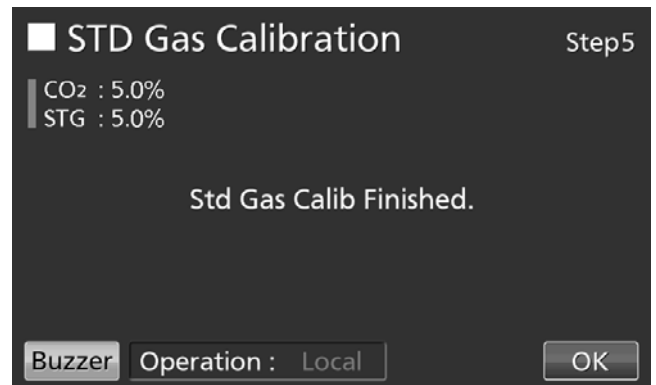 STD Gas Calibration
Step5
CO₂ : 5.0%
STG : 5.0%
Std Gas Calib Finished.
Buzzer
Operation : Local
OK